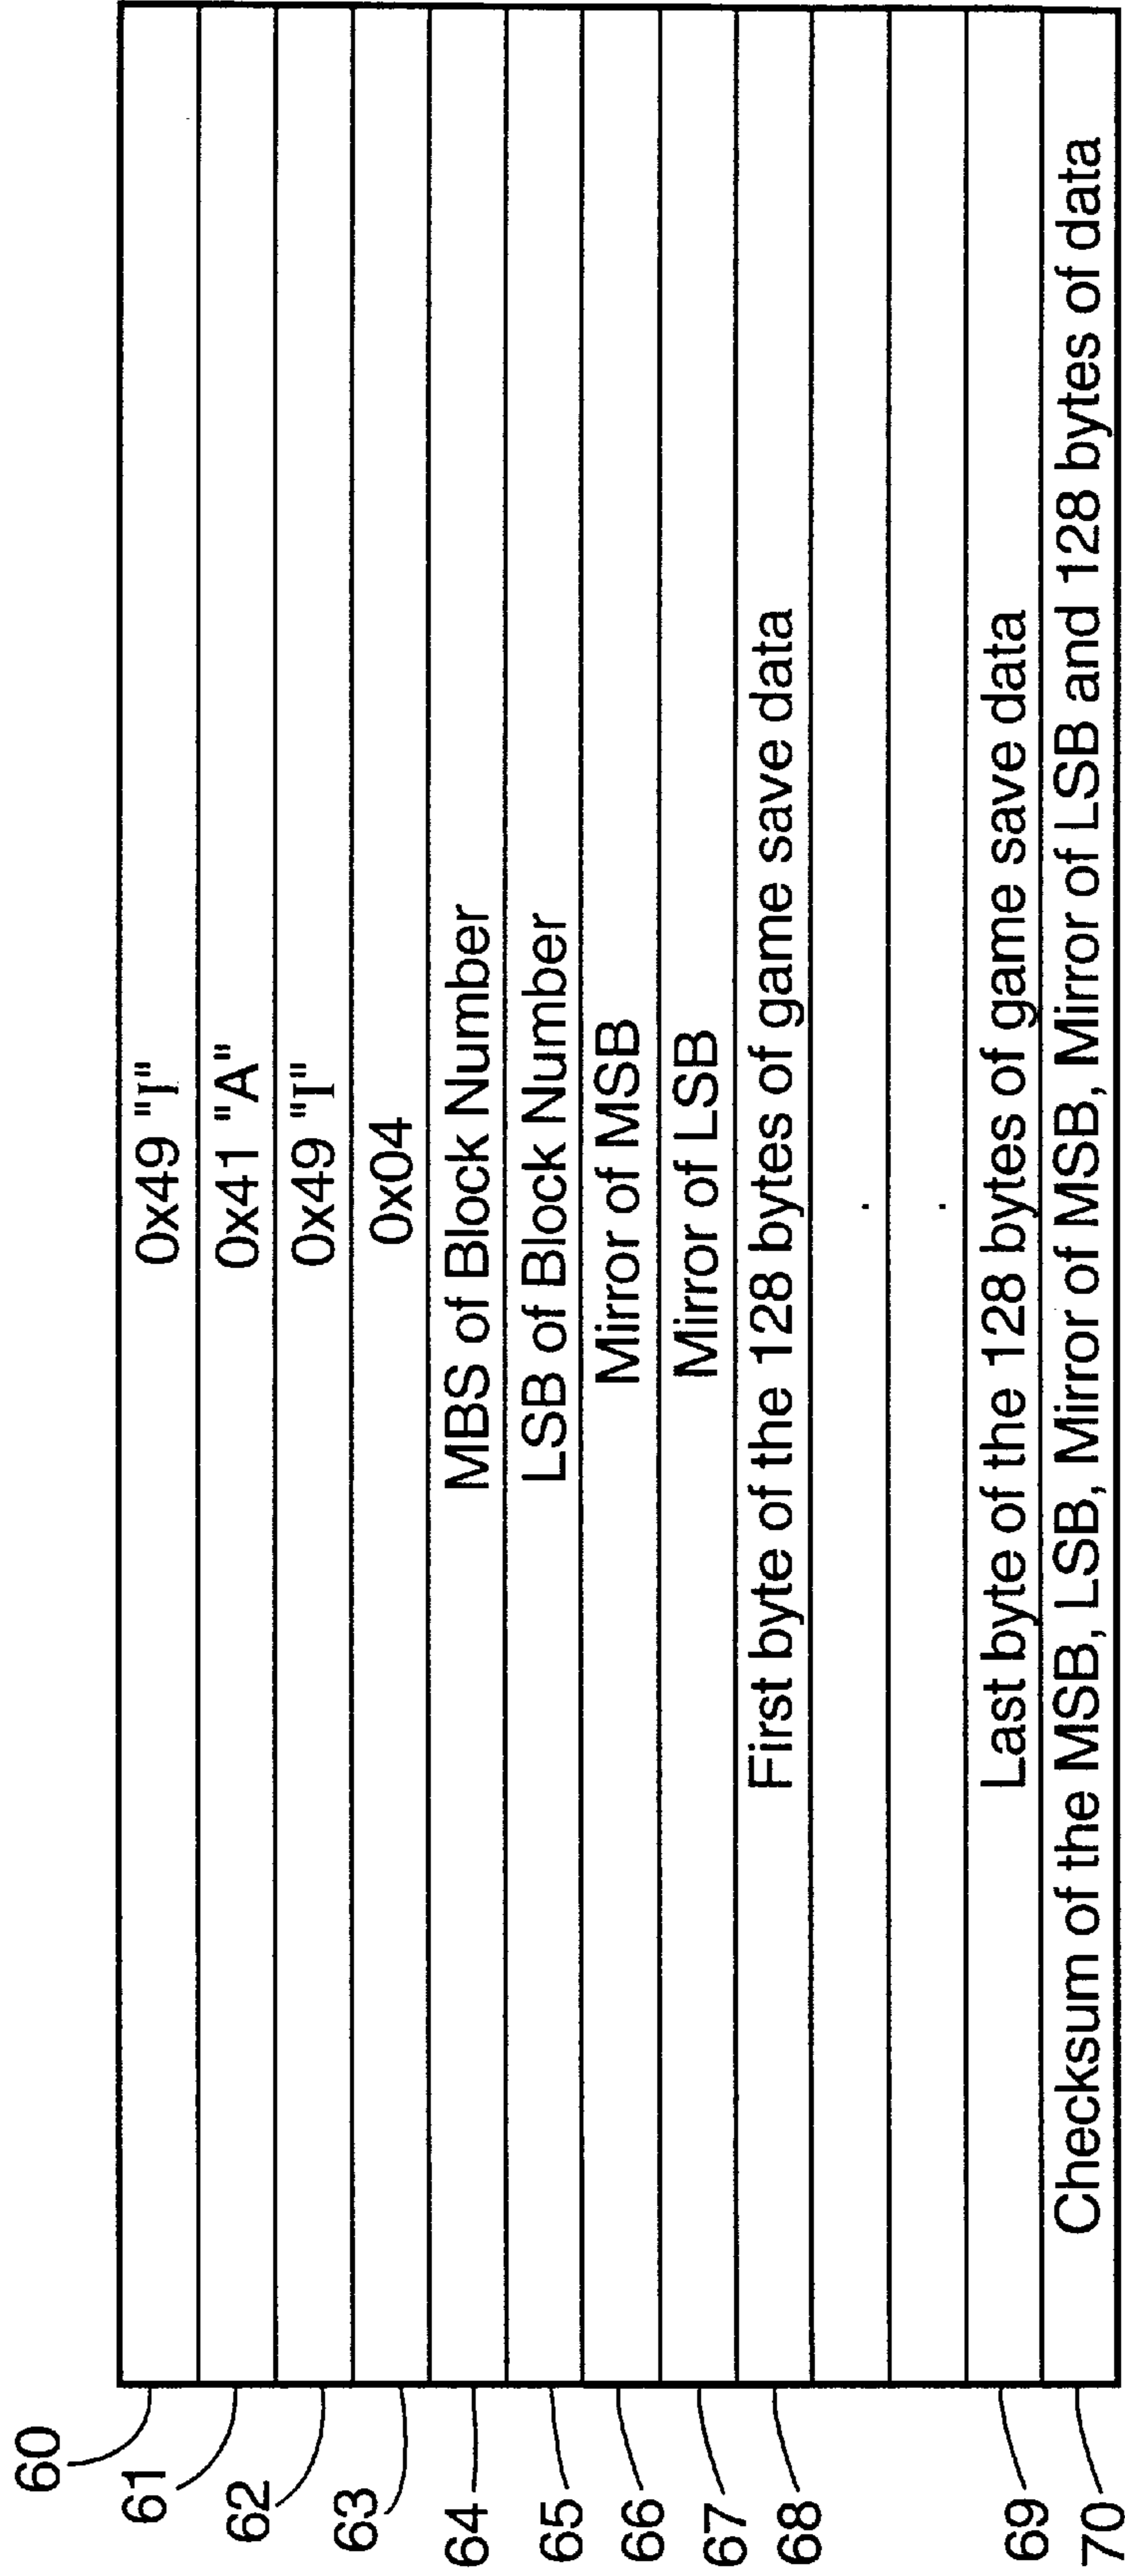 60 0x49 "I"
61 0x41 "A"
62 0x49 "I"
63 0x04
64 MBS of Block Number
65 LSB of Block Number
66 Mirror of MSB
67 Mirror of LSB
68 First byte of the 128 bytes of game save data
.
.
69 Last byte of the 128 bytes of game save data
70 Checksum of the MSB, LSB, Mirror of MSB, Mirror of LSB and 128 bytes of data